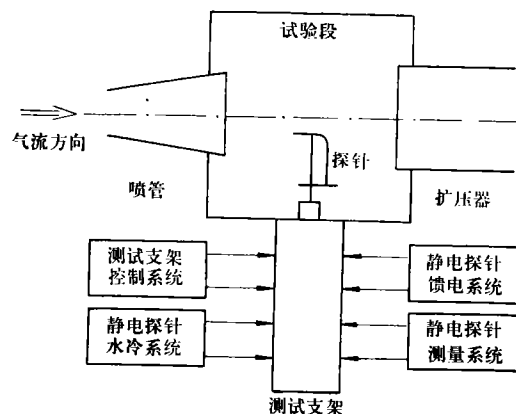 试验段
气流方向
探针
喷管
扩压器
测试支架
控制系统
静电探针
馈电系统
静电探针
水冷系统
静电探针
测量系统
测试支架